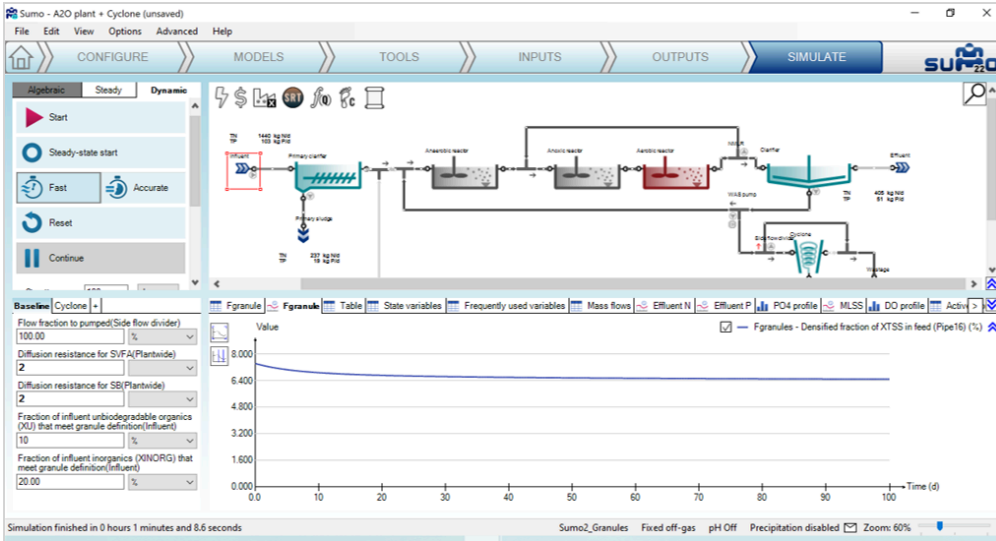 Sumo - A2O plant + Cyclone (unsaved)
File Edit View Options Advanced Help
CONFIGURE MODELS TOOLS INPUTS OUTPUTS SIMULATE
SUMO 22
Algebraic Steady Dynamic
Start
Steady-state start
Fast Accurate
Reset
Continue
SRT
TN 1440 kg N/d
TP 103 kg P/d
Influent
Primary clarifier
Anaerobic reactor
Anoxic reactor
Aerobic reactor
Clarifier
Effluent
TN 405 kg N/d
TP 51 kg P/d
WAS pump
Primary sludge
TN 237 kg N/d
TP 19 kg P/d
Side flow divider
Cyclone
Wastage
Baseline Cyclone +
Flow fraction to pumped(Side flow divider)
100.00 %
Diffusion resistance for SVFA(Plantwide)
2
Diffusion resistance for SB(Plantwide)
2
Fraction of influent unbiodegradable organics
(XU) that meet granule definition(Influent)
10 %
Fraction of influent inorganics (XINORG) that
meet granule definition(Influent)
20.00 %
Fgranule Fgranule Table State variables Frequently used variables Mass flows Effluent N Effluent P PO4 profile MLSS DO profile Active >
Value
Fgranules - Densified fraction of XTSS in feed (Pipe16) (%)
8.000
6.400
4.800
3.200
1.600
0.000
0.0 10 20 30 40 50 60 70 80 90 100
Time (d)
Simulation finished in 0 hours 1 minutes and 8.6 seconds
Sumo2_Granules Fixed off-gas pH Off Precipitation disabled Zoom: 60%